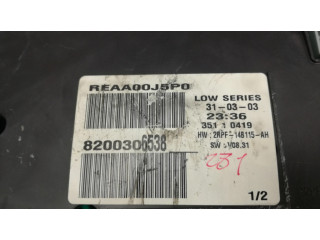 REAA00J5P0
LOW SERIES
31-03-03
23:36
351 1 0419
HW : 2RPF-14B115-AH
SW : V08.31
8200306538
231
1/2